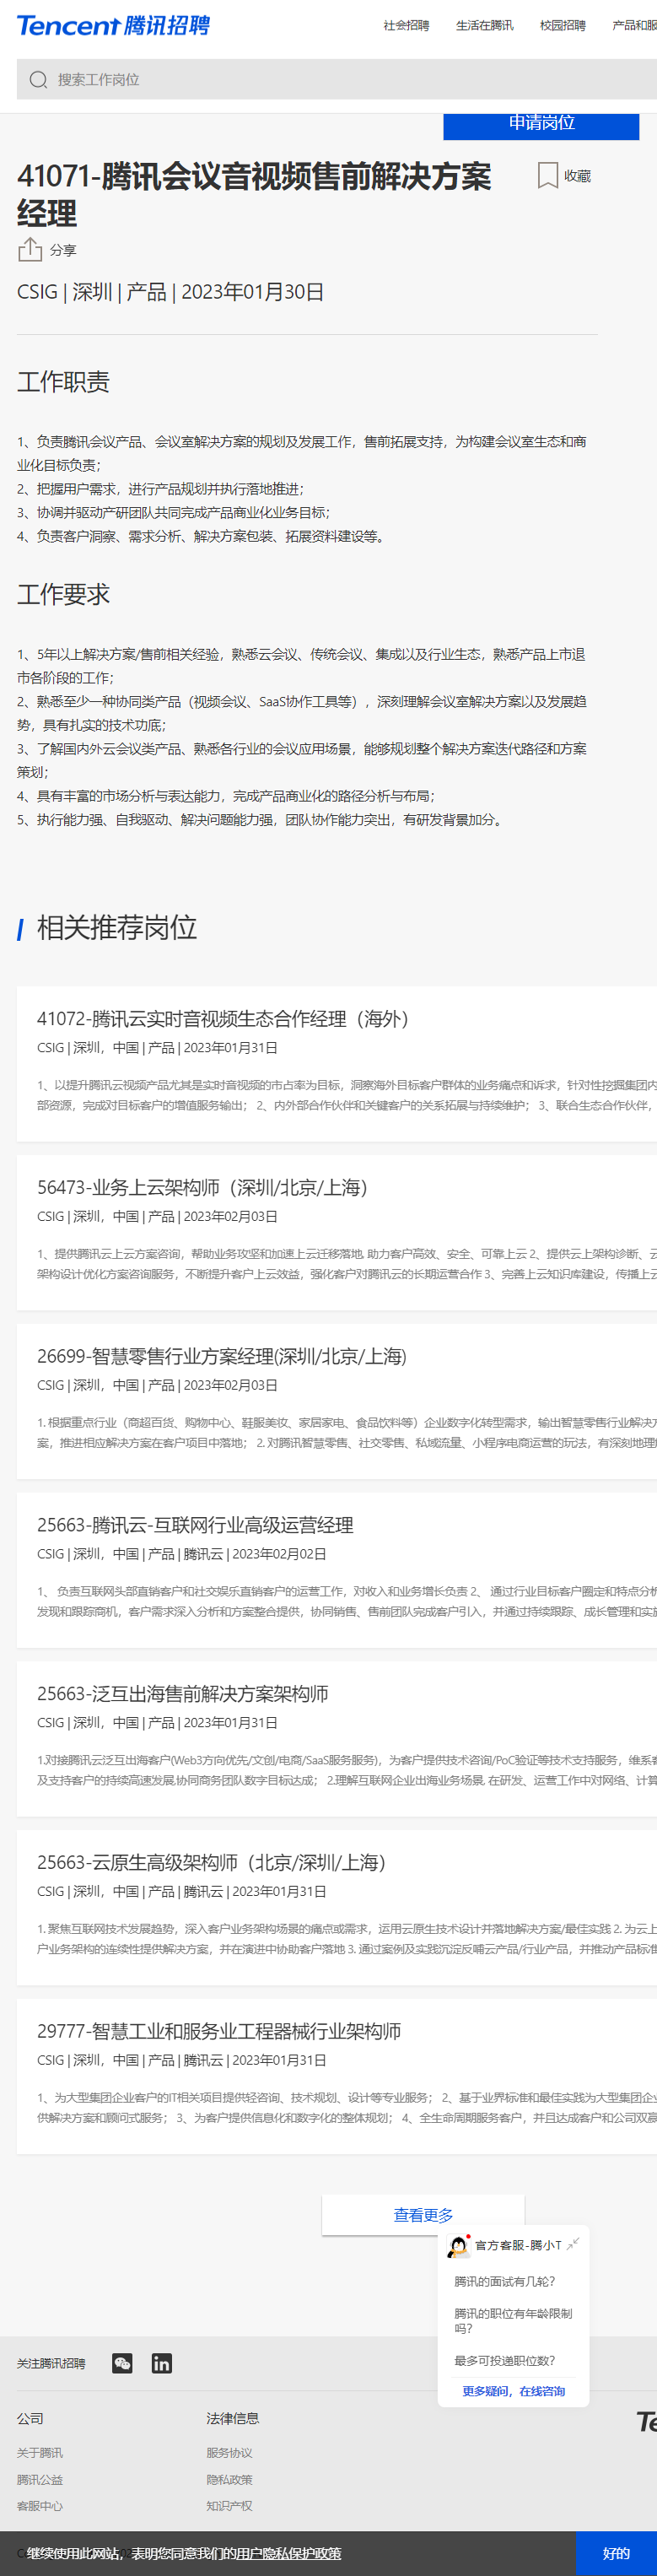 Tencent 腾讯招聘
社会招聘 生活在腾讯 校园招聘 产品和服
搜索工作岗位
申请岗位
41071-腾讯会议音视频售前解决方案
经理
收藏
分享
CSIG | 深圳 | 产品 | 2023年01月30日
工作职责
1、负责腾讯会议产品、会议室解决方案的规划及发展工作，售前拓展支持，为构建会议室生态和商
业化目标负责；
2、把握用户需求，进行产品规划并执行落地推进；
3、协调并驱动产研团队共同完成产品商业化业务目标；
4、负责客户洞察、需求分析、解决方案包装、拓展资料建设等。
工作要求
1、5年以上解决方案/售前相关经验，熟悉云会议、传统会议、集成以及行业生态，熟悉产品上市退
市各阶段的工作；
2、熟悉至少一种协同类产品（视频会议、SaaS协作工具等），深刻理解会议室解决方案以及发展趋
势，具有扎实的技术功底；
3、了解国内外云会议类产品、熟悉各行业的会议应用场景，能够规划整个解决方案迭代路径和方案
策划；
4、具有丰富的市场分析与表达能力，完成产品商业化的路径分析与布局；
5、执行能力强、自我驱动、解决问题能力强，团队协作能力突出，有研发背景加分。
相关推荐岗位
41072-腾讯云实时音视频生态合作经理（海外）
CSIG | 深圳，中国 | 产品 | 2023年01月31日
1、以提升腾讯云视频产品尤其是实时音视频的市占率为目标，洞察海外目标客户群体的业务痛点和诉求，针对性挖掘集团内
部资源，完成对目标客户的增值服务输出； 2、内外部合作伙伴和关键客户的关系拓展与持续维护； 3、联合生态合作伙伴，
56473-业务上云架构师（深圳/北京/上海）
CSIG | 深圳，中国 | 产品 | 2023年02月03日
1、提供腾讯云上云方案咨询，帮助业务攻坚和加速上云迁移落地, 助力客户高效、安全、可靠上云 2、提供云上架构诊断、云
架构设计优化方案咨询服务，不断提升客户上云效益，强化客户对腾讯云的长期运营合作 3、完善上云知识库建设，传播上云
26699-智慧零售行业方案经理(深圳/北京/上海)
CSIG | 深圳，中国 | 产品 | 2023年02月03日
1. 根据重点行业（商超百货、购物中心、鞋服美妆、家居家电、食品饮料等）企业数字化转型需求，输出智慧零售行业解决方
案，推进相应解决方案在客户项目中落地； 2. 对腾讯智慧零售、社交零售、私域流量、小程序电商运营的玩法，有深刻地理
25663-腾讯云-互联网行业高级运营经理
CSIG | 深圳，中国 | 产品 | 腾讯云 | 2023年02月02日
1、 负责互联网头部直销客户和社交娱乐直销客户的运营工作，对收入和业务增长负责 2、 通过行业目标客户圈定和特点分析
发现和跟踪商机，客户需求深入分析和方案整合提供，协同销售、售前团队完成客户引入，并通过持续跟踪、成长管理和实施
25663-泛互出海售前解决方案架构师
CSIG | 深圳，中国 | 产品 | 2023年01月31日
1.对接腾讯云泛互出海客户(Web3方向优先/文创/电商/SaaS服务服务)，为客户提供技术咨询/PoC验证等技术支持服务，维系客
及支持客户的持续高速发展,协同商务团队数字目标达成； 2.理解互联网企业出海业务场景, 在研发、运营工作中对网络、计算
25663-云原生高级架构师（北京/深圳/上海）
CSIG | 深圳，中国 | 产品 | 腾讯云 | 2023年01月31日
1. 聚焦互联网技术发展趋势，深入客户业务架构场景的痛点或需求，运用云原生技术设计并落地解决方案/最佳实践 2. 为云上
户业务架构的连续性提供解决方案，并在演进中协助客户落地 3. 通过案例及实践沉淀反哺云产品/行业产品，并推动产品标准
29777-智慧工业和服务业工程器械行业架构师
CSIG | 深圳，中国 | 产品 | 腾讯云 | 2023年01月31日
1、为大型集团企业客户的IT相关项目提供轻咨询、技术规划、设计等专业服务； 2、基于业界标准和最佳实践为大型集团企业
供解决方案和顾问式服务； 3、为客户提供信息化和数字化的整体规划； 4、全生命周期服务客户，并且达成客户和公司双赢
查看更多
官方客服-腾小T
腾讯的面试有几轮？
腾讯的职位有年龄限制
吗？
最多可投递职位数？
更多疑问，在线咨询
关注腾讯招聘
公司 法律信息
关于腾讯 服务协议
腾讯公益 隐私政策
客服中心 知识产权
继续使用此网站，表明您同意我们的用户隐私保护政策 好的